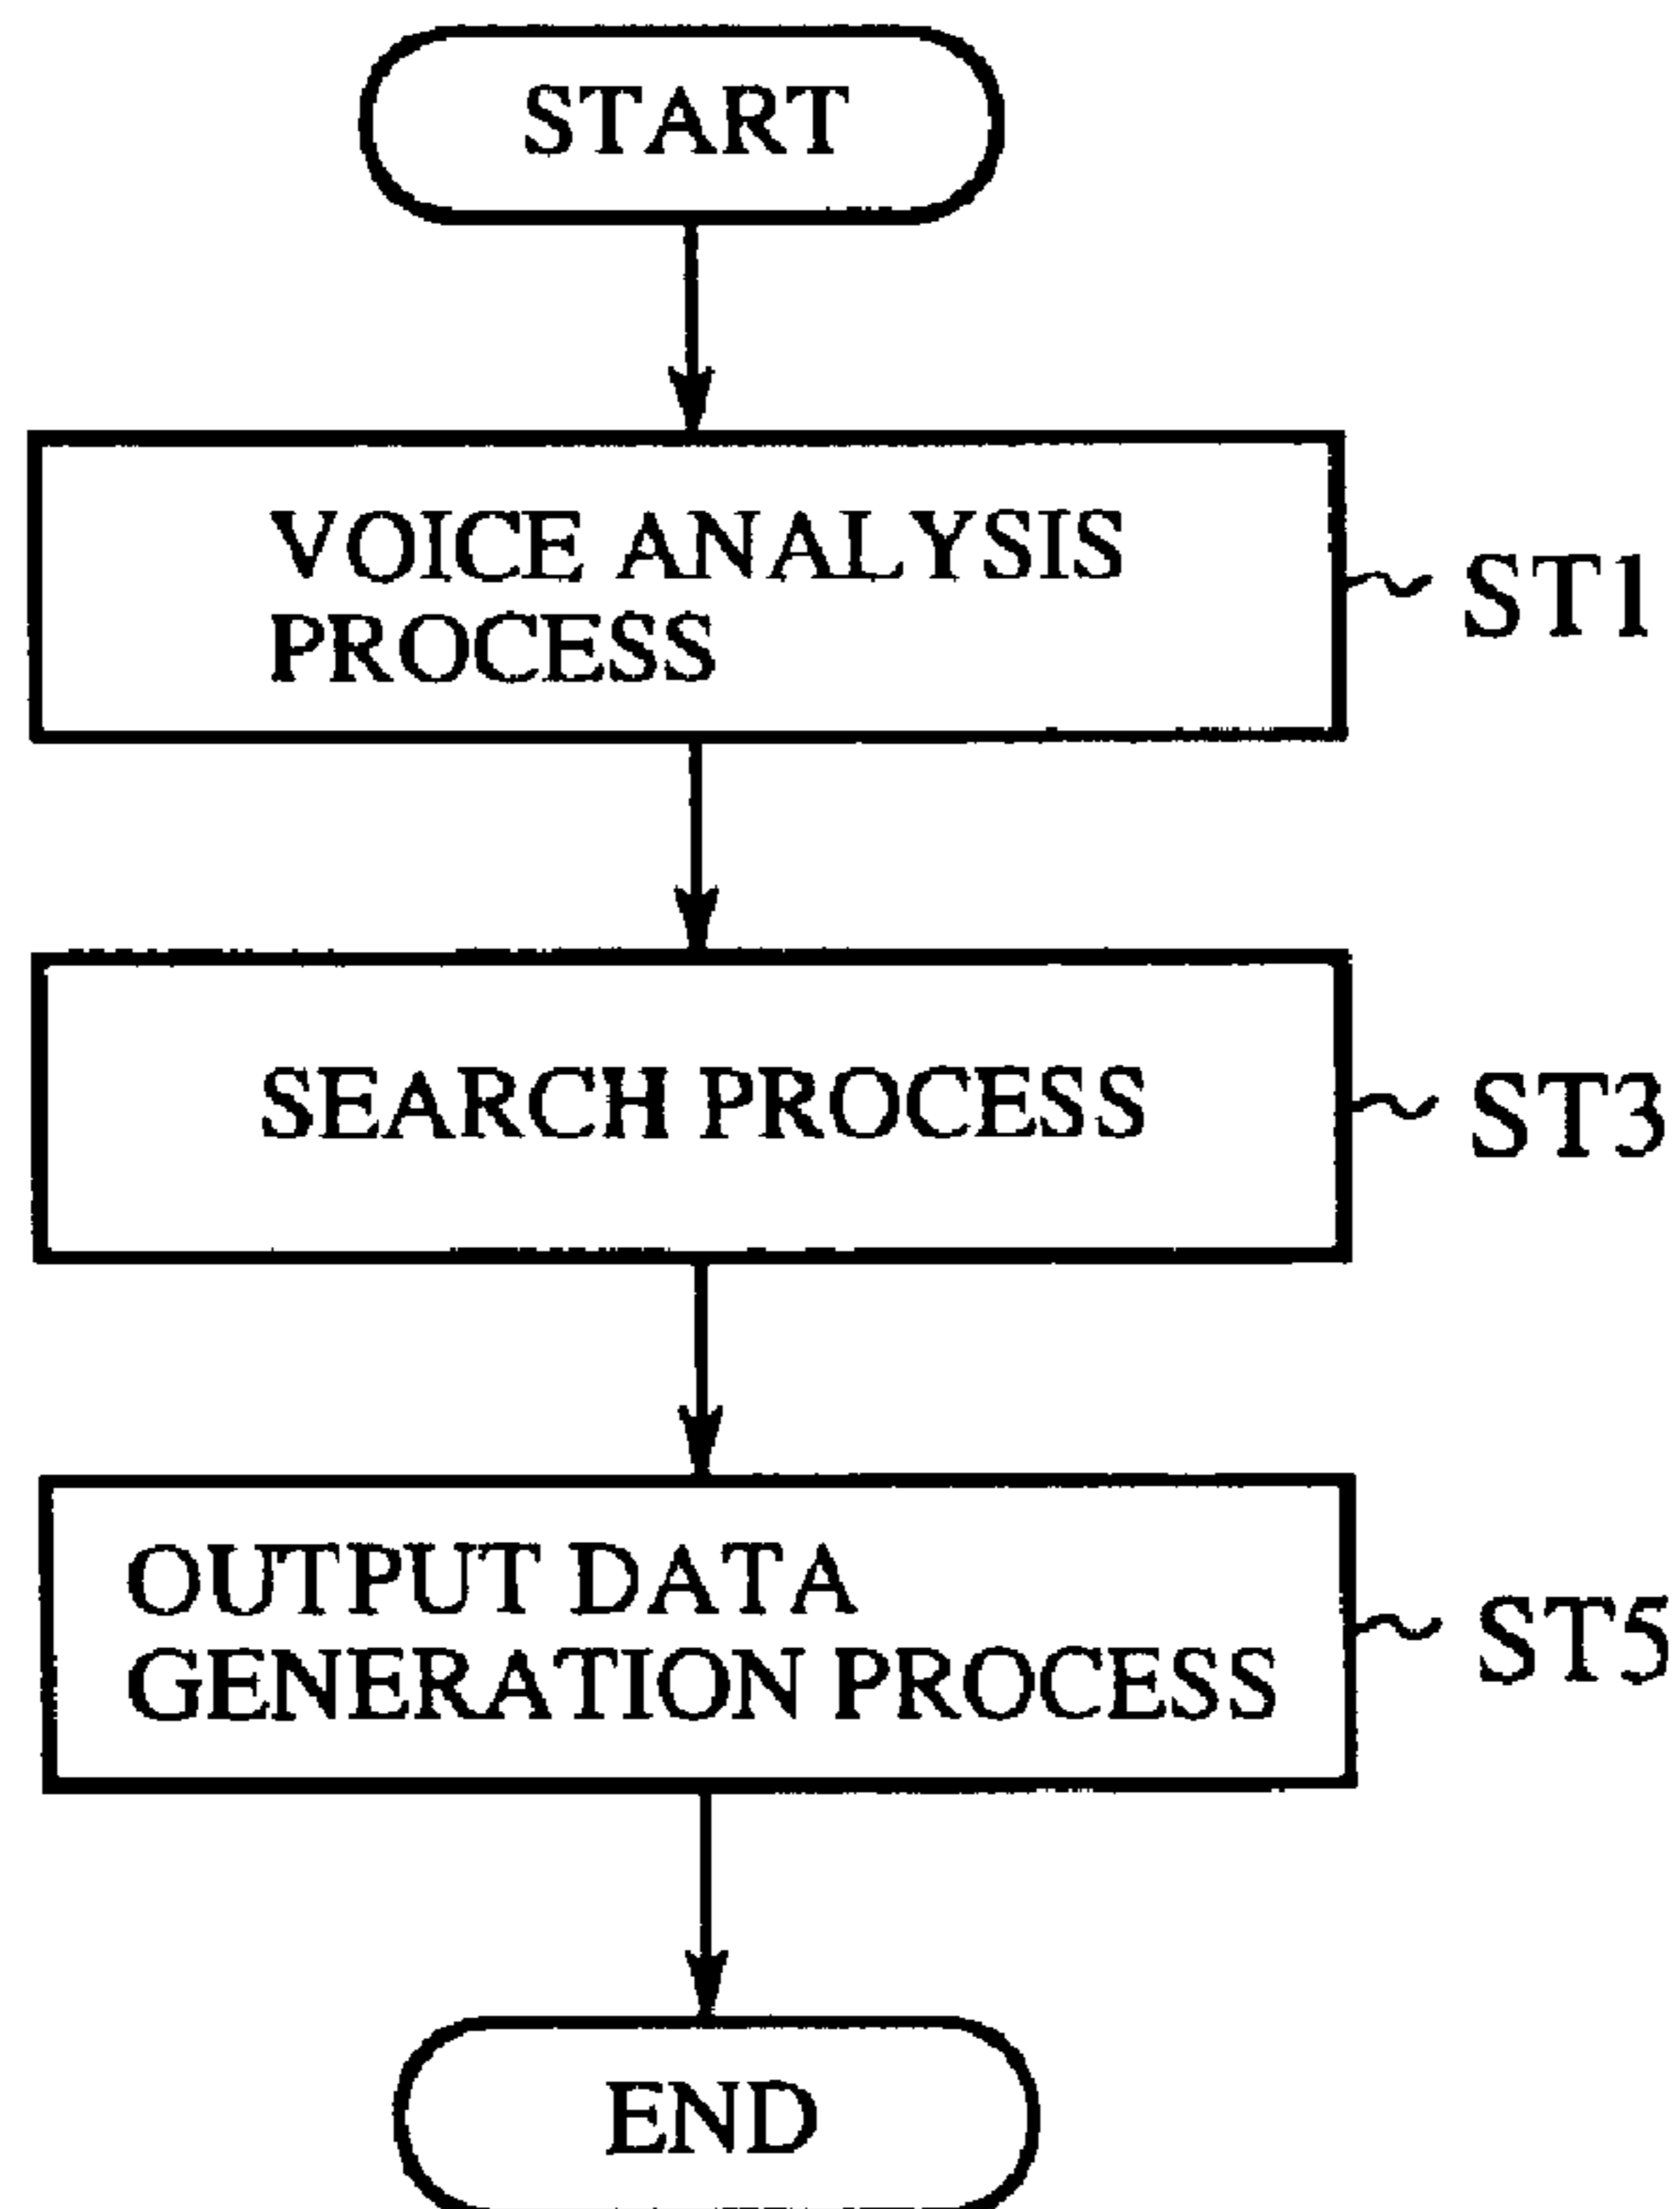 START
VOICE ANALYSIS
PROCESS
ST1
SEARCH PROCESS
ST3
OUTPUT DATA
GENERATION PROCESS
ST5
END